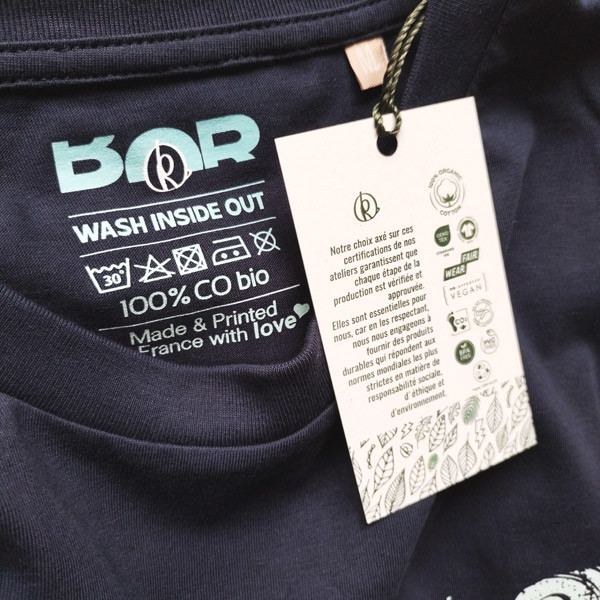 BOR
WASH INSIDE OUT
30°
100% CO bio
Made & Printed
France with love
Notre choix axé sur ces
certifications de nos
ateliers garantissent que
chaque étape de la
production est vérifiée et
approuvée.
Elles sont essentielles pour
nous, car en les respectant,
nous nous engageons à
fournir des produits
durables qui répondent aux
normes mondiales les plus
strictes en matière de
responsabilité sociale,
d'éthique et
d'environnement.
100% ORGANIC
COTTON
OEKO
TEX
FAIR
WEAR
VEGAN
CO2